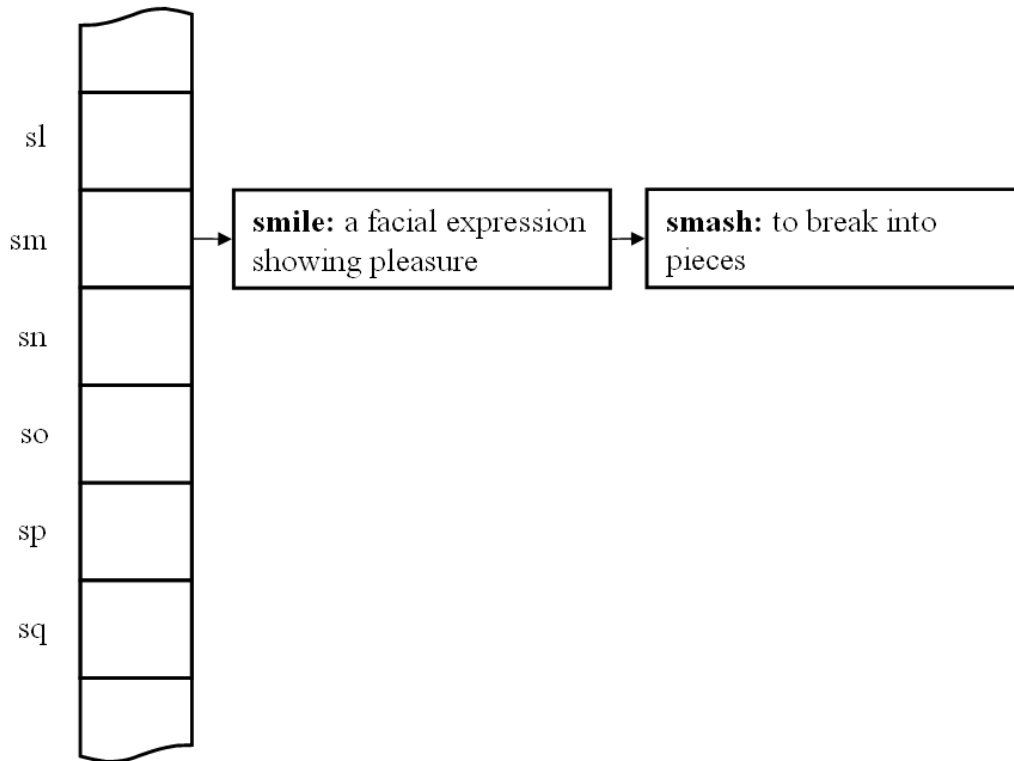 sl
sm
smile: a facial expression
showing pleasure
smash: to break into
pieces
sn
so
sp
sq